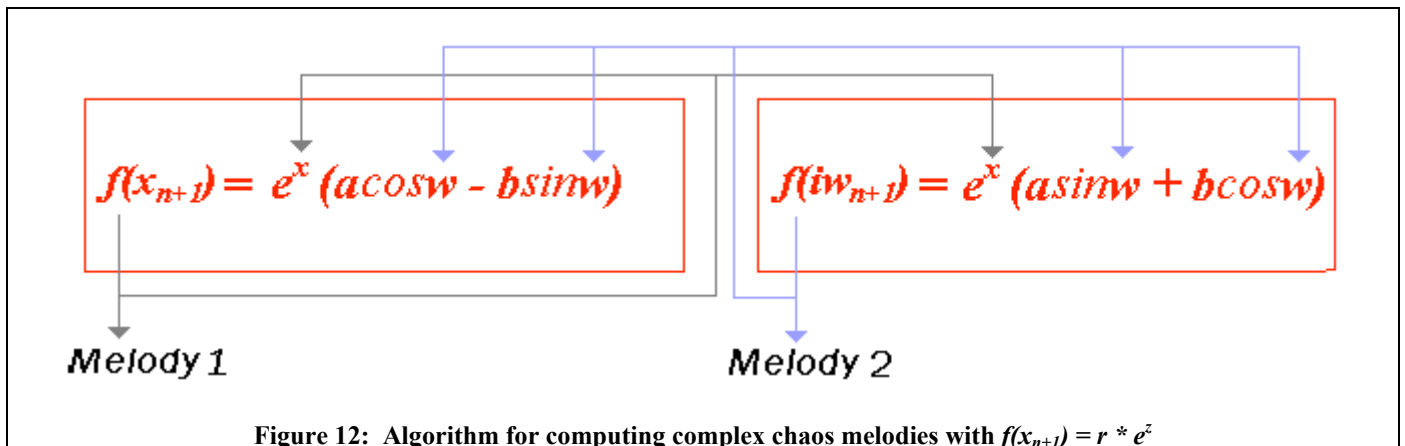 f(xₙ₊₁) = eˣ (acosw - bsinw)
f(iwₙ₊₁) = eˣ (asinw + bcosw)
Melody 1
Melody 2
Figure 12: Algorithm for computing complex chaos melodies with f(xₙ₊₁) = r * eᶻ